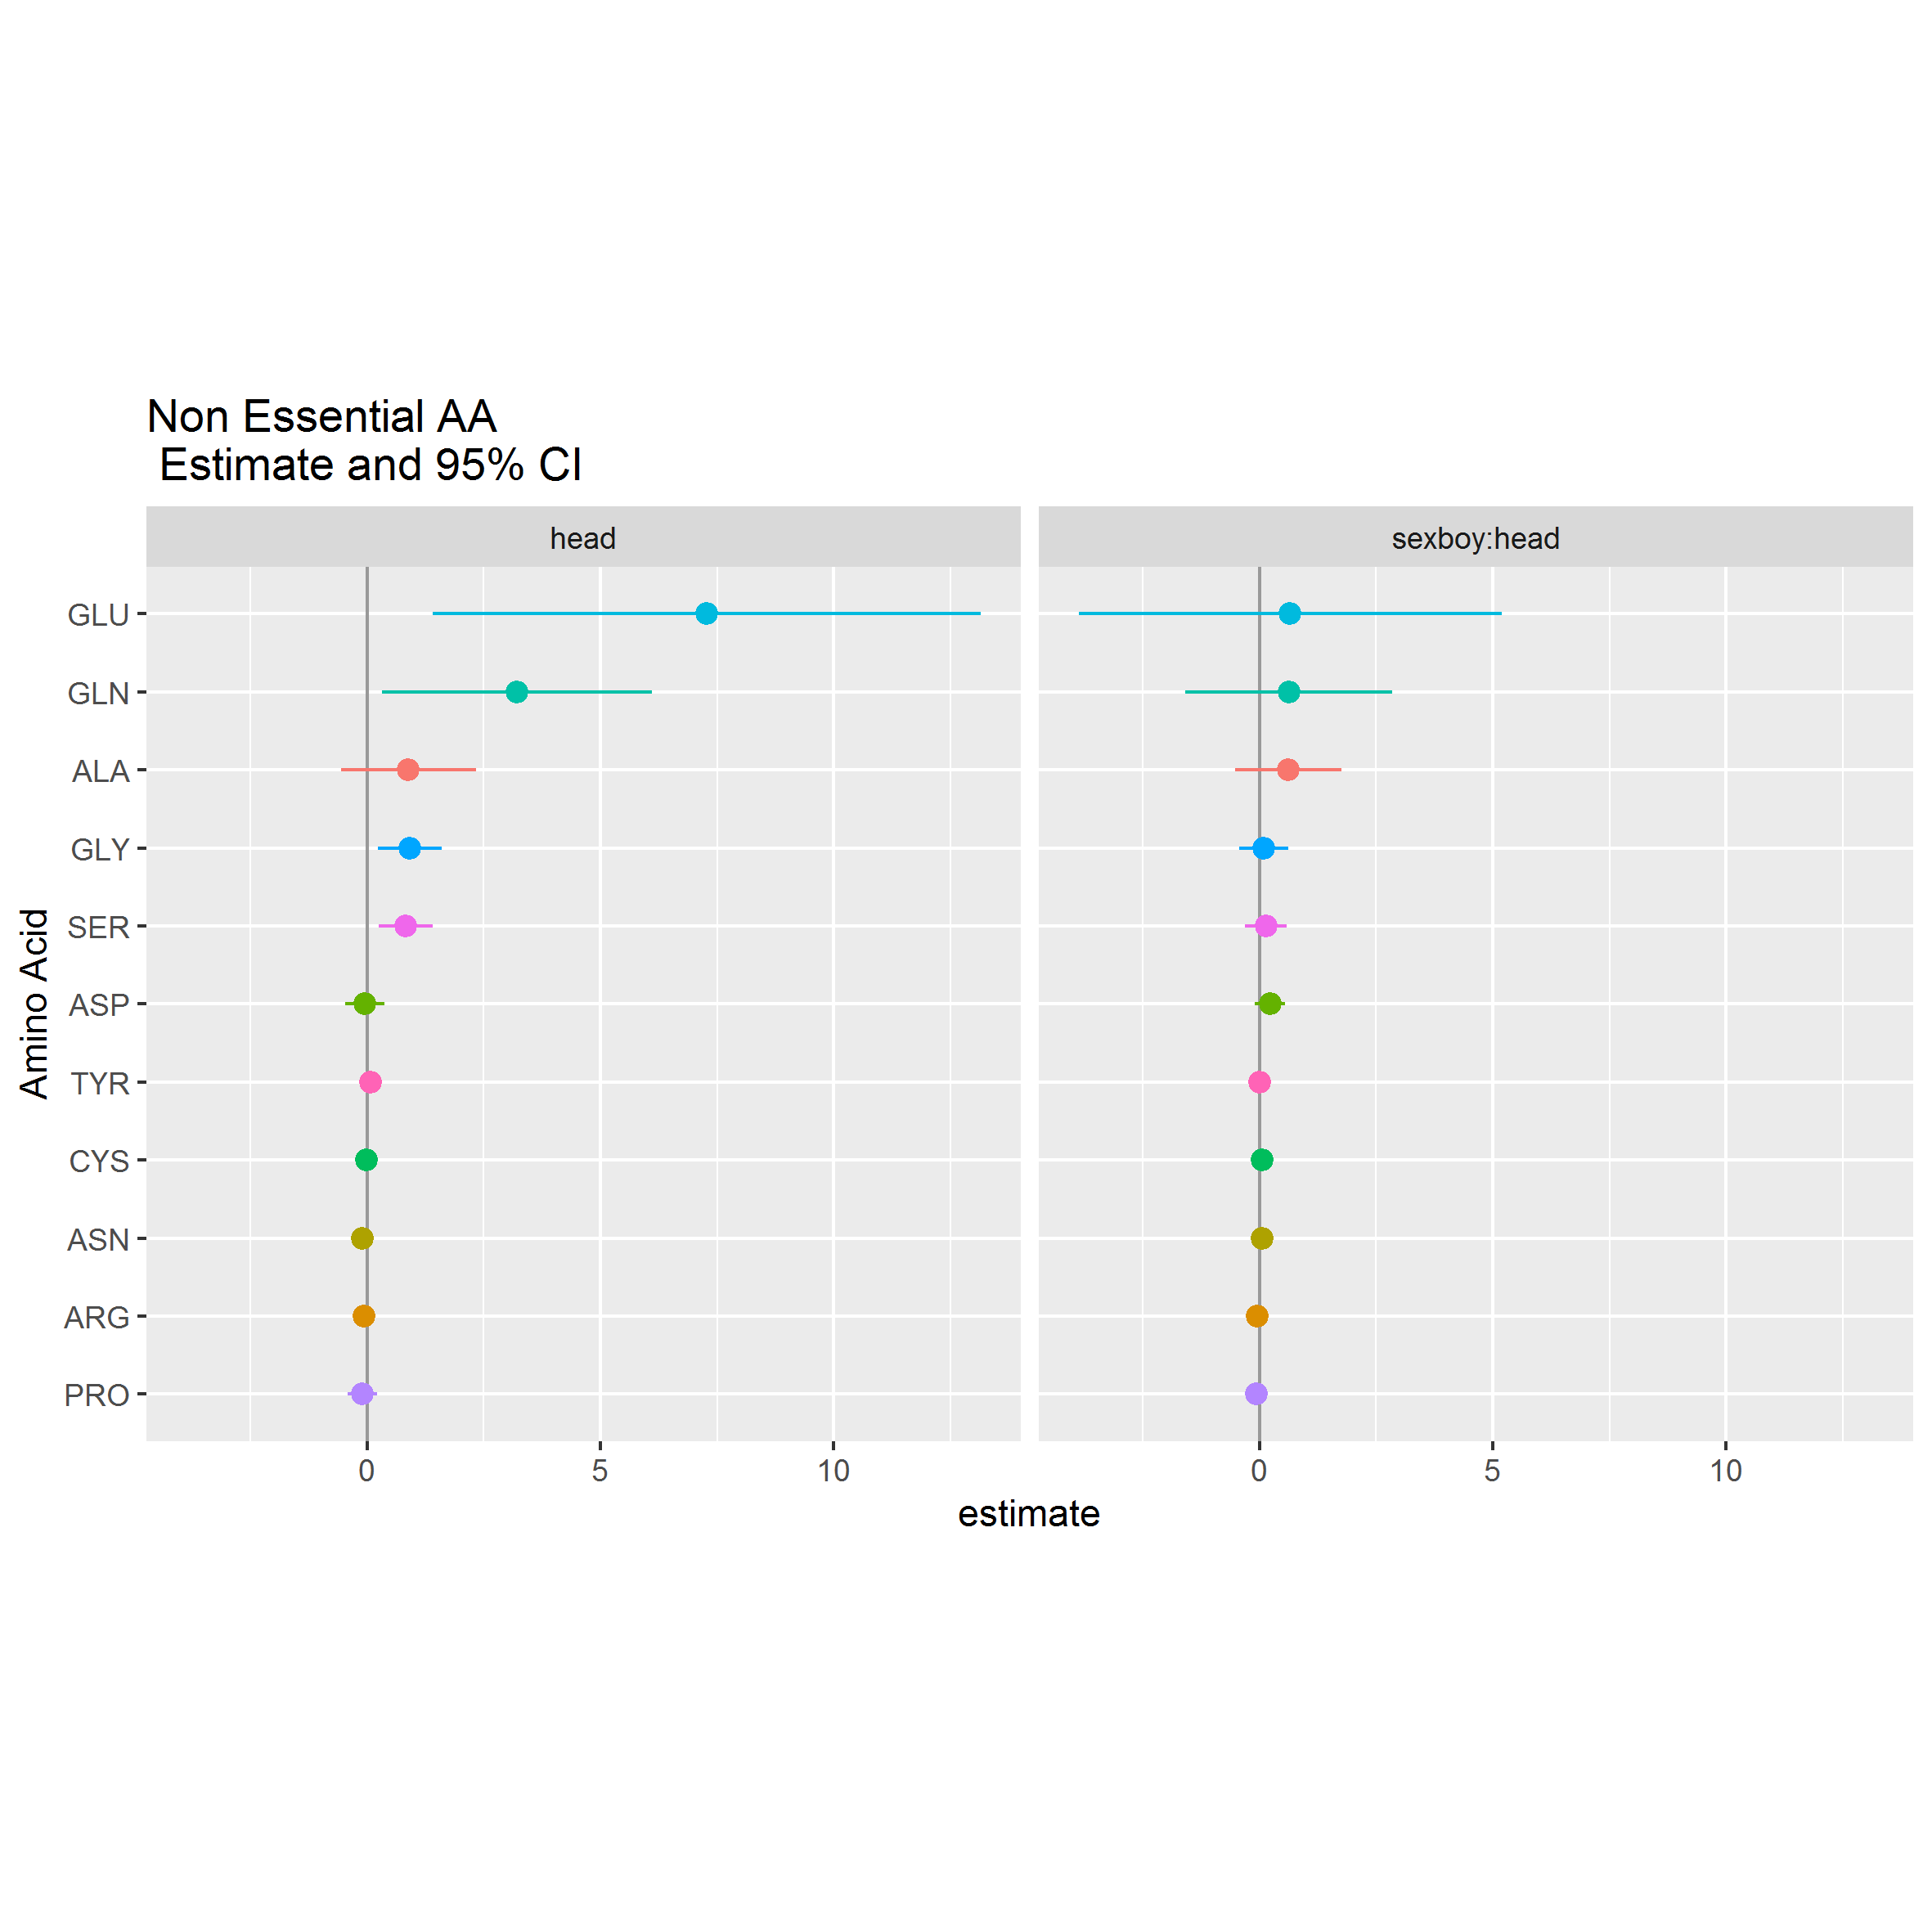 Non Essential AA
Estimate and 95% CI
head
sexboy:head
Amino Acid
GLU
GLN
ALA
GLY
SER
ASP
TYR
CYS
ASN
ARG
PRO
0 5 10
0 5 10
estimate